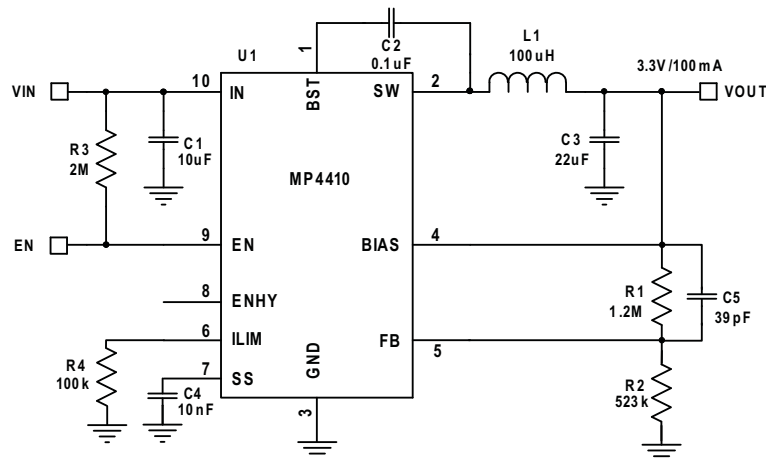 U1
1
C2
0.1uF
L1
100uH
3.3V/100mA
VIN
10
IN
BST
SW
2
VOUT
R3
2M
C1
10uF
C3
22uF
MP4410
EN
9
EN
BIAS
4
8
ENHY
R1
1.2M
C5
39pF
6
ILIM
FB
5
R4
100k
7
SS
GND
C4
10nF
3
R2
523k